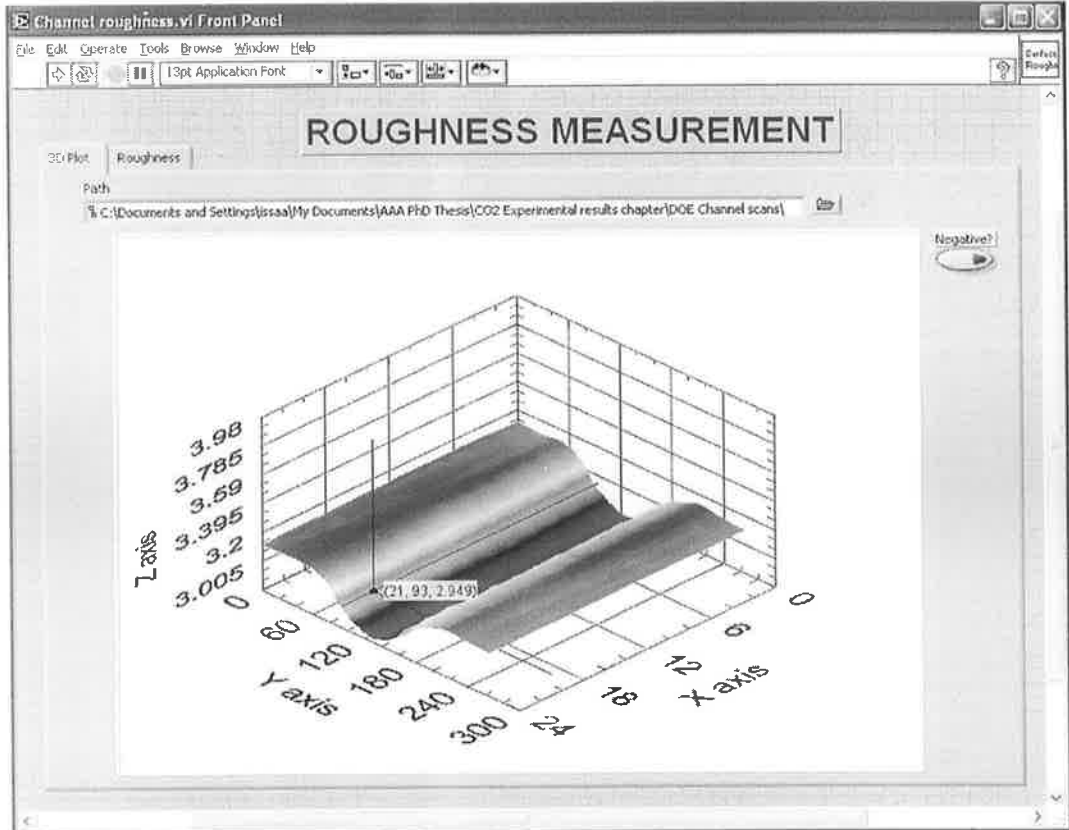 Channel roughness.vi Front Panel
File Edit Operate Tools Browse Window Help
13pt Application Font
Surface
Roughn
ROUGHNESS MEASUREMENT
3D Plot Roughness
Path
C:\Documents and Settings\issaa\My Documents\AAA PhD Thesis\CO2 Experimental results chapter\DOE Channel scans\
Negative?
3.98
3.785
3.59
3.395
3.2
3.005
Z axis
(21, 93, 2.949)
0
60
120
180
240
300
Y axis
0
6
12
18
24
X axis